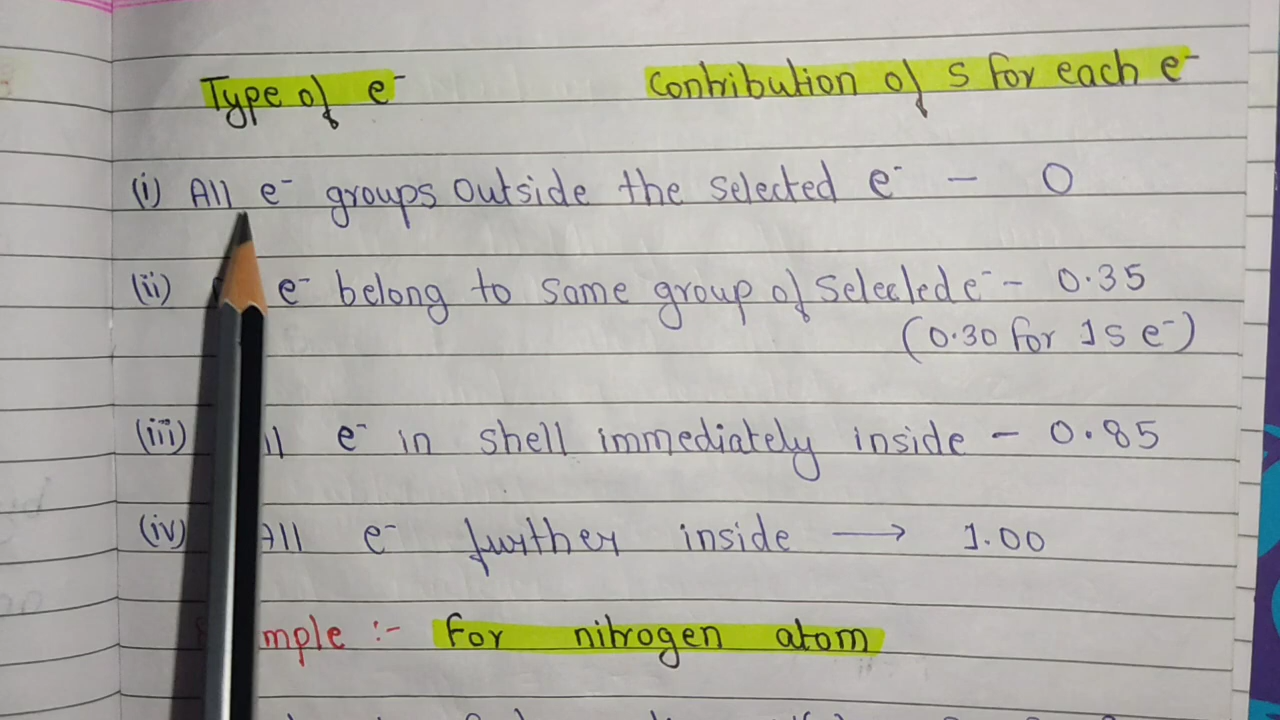 Type of e⁻ Contribution of S for each e⁻
(i) All e⁻ groups outside the selected e⁻ - 0
(ii) e⁻ belong to same group of selected e⁻ - 0.35
(0.30 for 1s e⁻)
(iii) ll e⁻ in shell immediately inside - 0.85
(iv) All e⁻ further inside → 1.00
mple :- For nitrogen atom